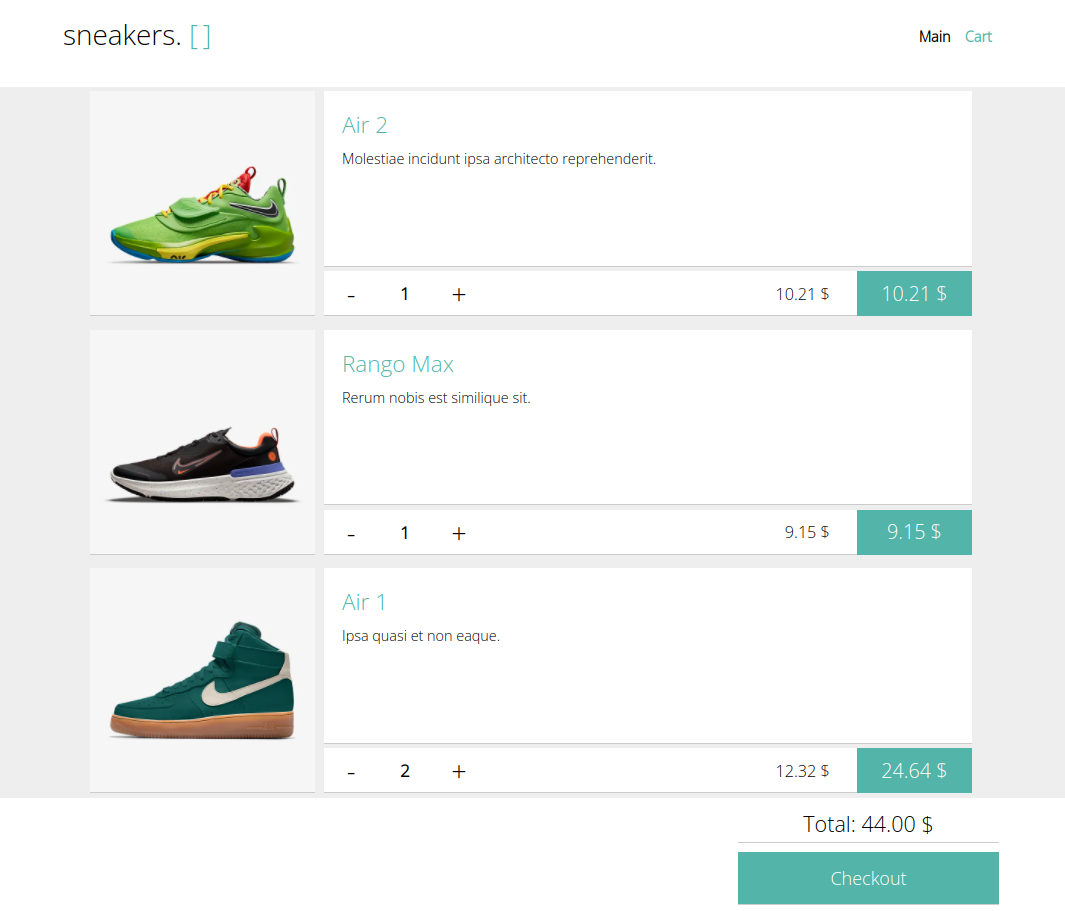 sneakers. [ ]
Main Cart
Air 2
Molestiae incidunt ipsa architecto reprehenderit.
- 1 + 10.21 $ 10.21 $
Rango Max
Rerum nobis est similique sit.
- 1 + 9.15 $ 9.15 $
Air 1
Ipsa quasi et non eaque.
- 2 + 12.32 $ 24.64 $
Total: 44.00 $
Checkout